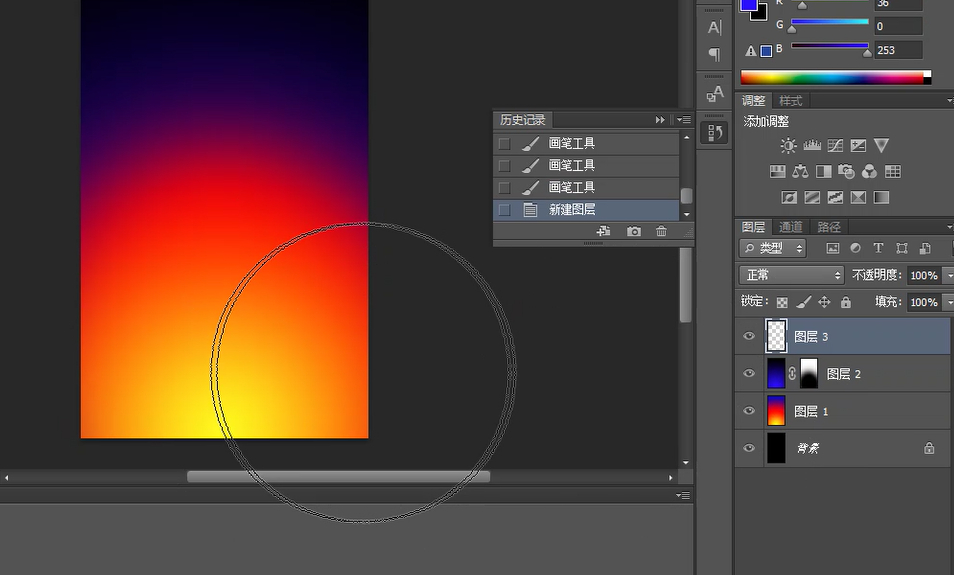 R 36
G 0
B 253
调整 样式
添加调整
历史记录
画笔工具
画笔工具
画笔工具
新建图层
图层 通道 路径
类型
正常 不透明度: 100%
锁定: 填充: 100%
图层 3
图层 2
图层 1
背景